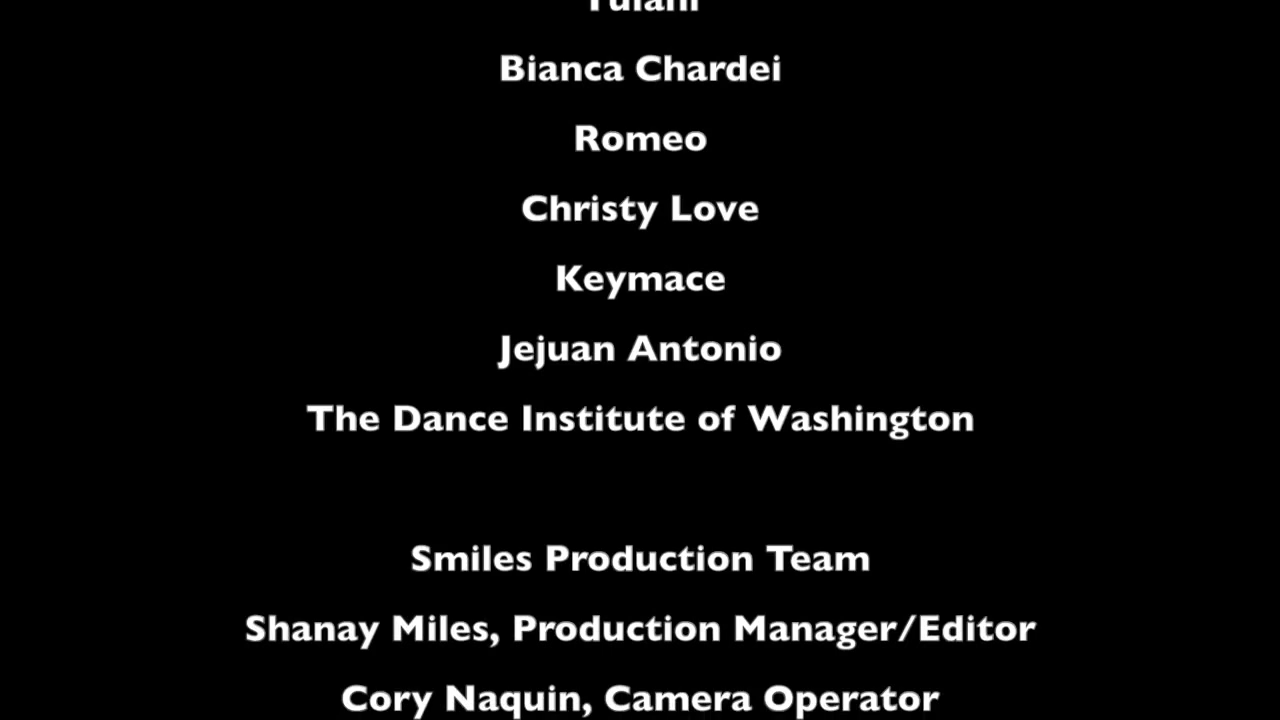 Bianca Chardei
Romeo
Christy Love
Keymace
Jejuan Antonio
The Dance Institute of Washington
Smiles Production Team
Shanay Miles, Production Manager/Editor
Cory Naquin, Camera Operator